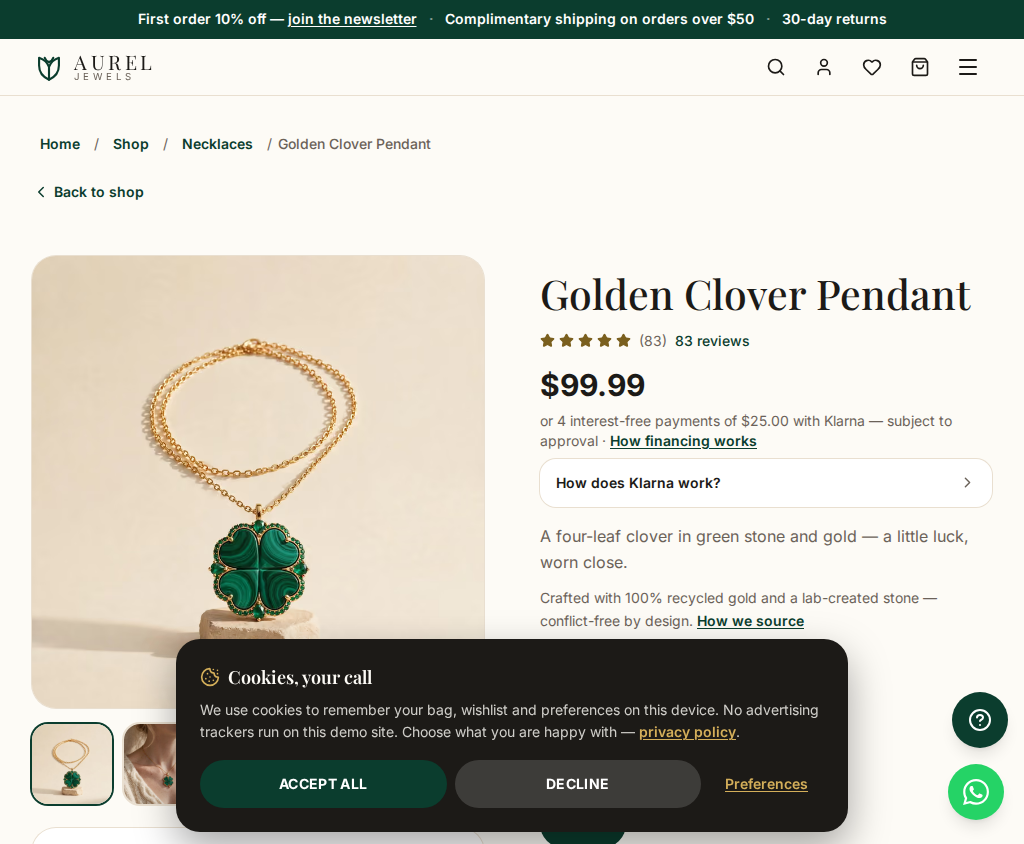 First order 10% off — join the newsletter · Complimentary shipping on orders over $50 · 30-day returns
AUREL
JEWELS
Home / Shop / Necklaces / Golden Clover Pendant
Back to shop
Golden Clover Pendant
(83) 83 reviews
$99.99
or 4 interest-free payments of $25.00 with Klarna — subject to
approval · How financing works
How does Klarna work?
A four-leaf clover in green stone and gold — a little luck,
worn close.
Crafted with 100% recycled gold and a lab-created stone —
conflict-free by design. How we source
Cookies, your call
We use cookies to remember your bag, wishlist and preferences on this device. No advertising
trackers run on this demo site. Choose what you are happy with — privacy policy.
ACCEPT ALL DECLINE Preferences